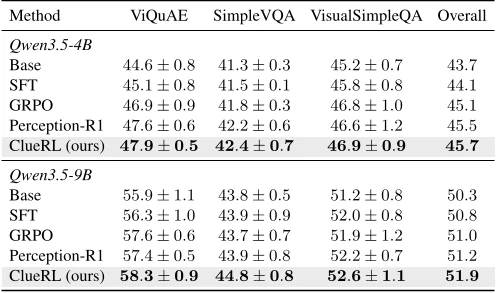 Method ViQuAE SimpleVQA VisualSimpleQA Overall
Qwen3.5-4B
Base 44.6 ± 0.8 41.3 ± 0.3 45.2 ± 0.7 43.7
SFT 45.1 ± 0.8 41.5 ± 0.1 45.8 ± 0.8 44.1
GRPO 46.9 ± 0.9 41.8 ± 0.3 46.8 ± 1.0 45.1
Perception-R1 47.6 ± 0.6 42.2 ± 0.6 46.6 ± 1.2 45.5
ClueRL (ours) 47.9 ± 0.5 42.4 ± 0.7 46.9 ± 0.9 45.7
Qwen3.5-9B
Base 55.9 ± 1.1 43.8 ± 0.5 51.2 ± 0.8 50.3
SFT 56.3 ± 1.0 43.9 ± 0.9 52.0 ± 0.8 50.8
GRPO 57.6 ± 0.6 43.7 ± 0.7 51.9 ± 1.2 51.0
Perception-R1 57.4 ± 0.5 43.9 ± 0.8 52.2 ± 0.7 51.2
ClueRL (ours) 58.3 ± 0.9 44.8 ± 0.8 52.6 ± 1.1 51.9